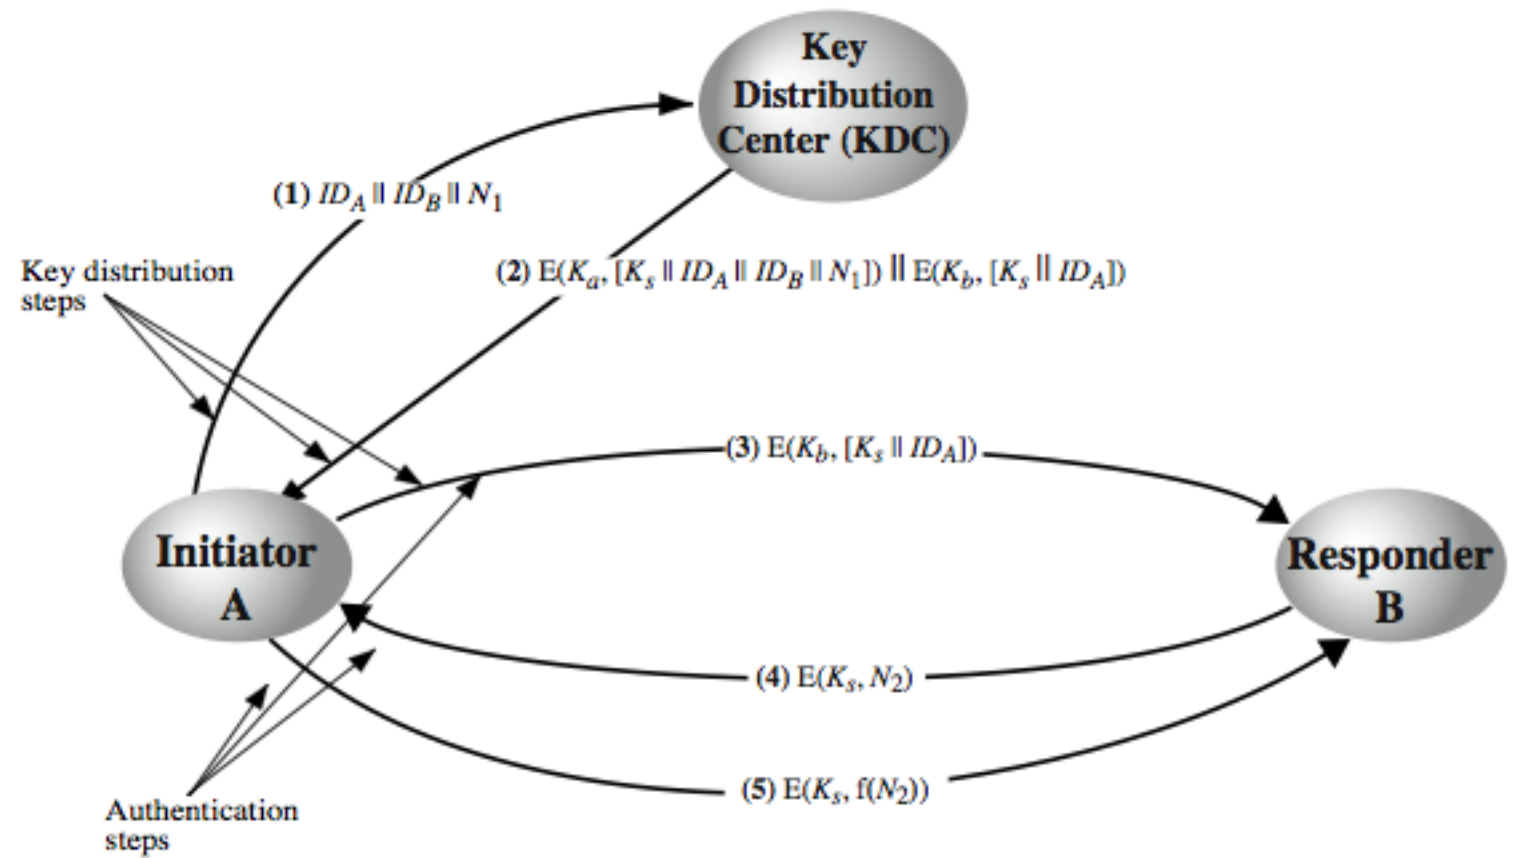 Key
Distribution
Center (KDC)
(1) ID_A || ID_B || N_1
Key distribution
steps
(2) E(K_a, [K_s || ID_A || ID_B || N_1]) || E(K_b, [K_s || ID_A])
(3) E(K_b, [K_s || ID_A])
Initiator
A
Responder
B
(4) E(K_s, N_2)
(5) E(K_s, f(N_2))
Authentication
steps